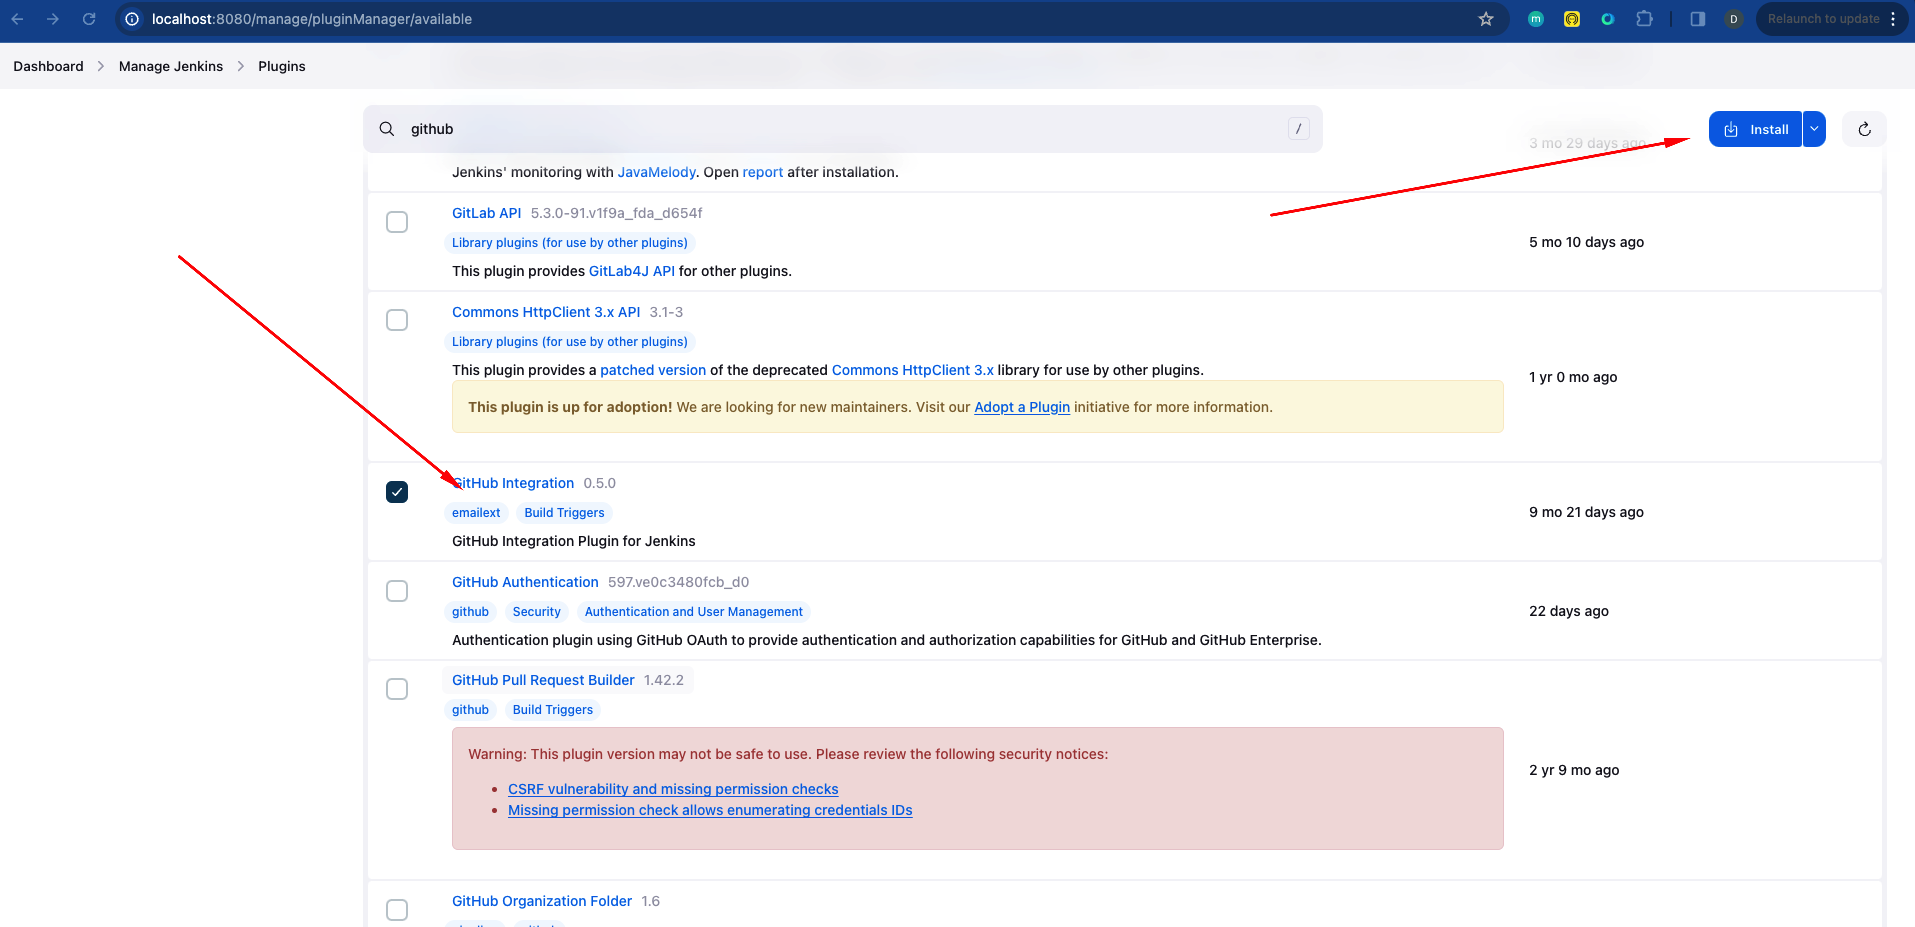 localhost:8080/manage/pluginManager/available
m
D
Relaunch to update
Dashboard
Manage Jenkins
Plugins
github
/
3 mo 29 days ago
Install
Jenkins' monitoring with JavaMelody. Open report after installation.
GitLab API 5.3.0-91.v1f9a_fda_d654f
Library plugins (for use by other plugins)
5 mo 10 days ago
This plugin provides GitLab4J API for other plugins.
Commons HttpClient 3.x API 3.1-3
Library plugins (for use by other plugins)
This plugin provides a patched version of the deprecated Commons HttpClient 3.x library for use by other plugins.
1 yr 0 mo ago
This plugin is up for adoption! We are looking for new maintainers. Visit our Adopt a Plugin initiative for more information.
GitHub Integration 0.5.0
emailext Build Triggers
9 mo 21 days ago
GitHub Integration Plugin for Jenkins
GitHub Authentication 597.ve0c3480fcb_d0
github Security Authentication and User Management
22 days ago
Authentication plugin using GitHub OAuth to provide authentication and authorization capabilities for GitHub and GitHub Enterprise.
GitHub Pull Request Builder 1.42.2
github Build Triggers
Warning: This plugin version may not be safe to use. Please review the following security notices:
2 yr 9 mo ago
CSRF vulnerability and missing permission checks
Missing permission check allows enumerating credentials IDs
GitHub Organization Folder 1.6